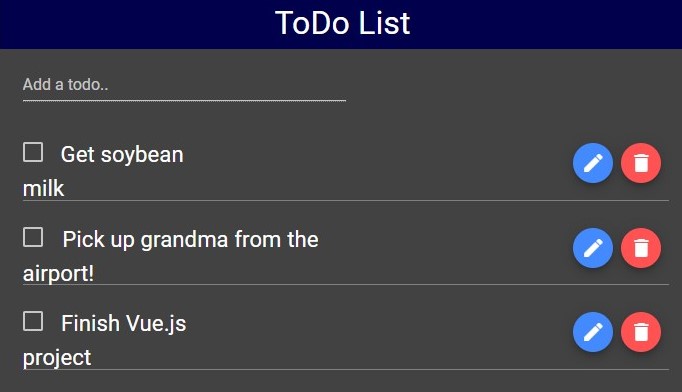 ToDo List
Add a todo..
Get soybean
milk
Pick up grandma from the
airport!
Finish Vue.js
project